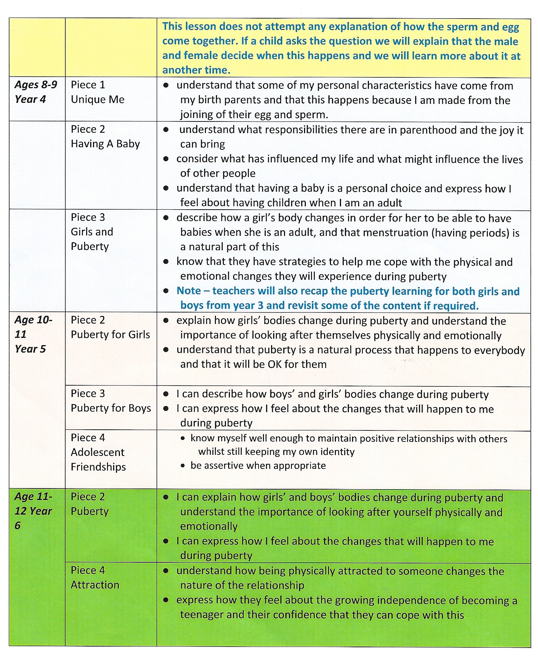 This lesson does not attempt any explanation of how the sperm and egg
come together. If a child asks the question we will explain that the male
and female decide when this happens and we will learn more about it at
another time.
Ages 8-9
Year 4
Piece 1
Unique Me
● understand that some of my personal characteristics have come from
my birth parents and that this happens because I am made from the
joining of their egg and sperm.
Piece 2
Having A Baby
● understand what responsibilities there are in parenthood and the joy it
can bring
● consider what has influenced my life and what might influence the lives
of other people
● understand that having a baby is a personal choice and express how I
feel about having children when I am an adult
Piece 3
Girls and
Puberty
● describe how a girl's body changes in order for her to be able to have
babies when she is an adult, and that menstruation (having periods) is
a natural part of this
● know that they have strategies to help me cope with the physical and
emotional changes they will experience during puberty
● Note – teachers will also recap the puberty learning for both girls and
boys from year 3 and revisit some of the content if required.
Age 10-
11
Year 5
Piece 2
Puberty for Girls
● explain how girls' bodies change during puberty and understand the
importance of looking after themselves physically and emotionally
● understand that puberty is a natural process that happens to everybody
and that it will be OK for them
Piece 3
Puberty for Boys
● I can describe how boys' and girls' bodies change during puberty
● I can express how I feel about the changes that will happen to me
during puberty
Piece 4
Adolescent
Friendships
• know myself well enough to maintain positive relationships with others
whilst still keeping my own identity
• be assertive when appropriate
Age 11-
12 Year
6
Piece 2
Puberty
● I can explain how girls' and boys' bodies change during puberty and
understand the importance of looking after yourself physically and
emotionally
● I can express how I feel about the changes that will happen to me
during puberty
Piece 4
Attraction
● understand how being physically attracted to someone changes the
nature of the relationship
● express how they feel about the growing independence of becoming a
teenager and their confidence that they can cope with this